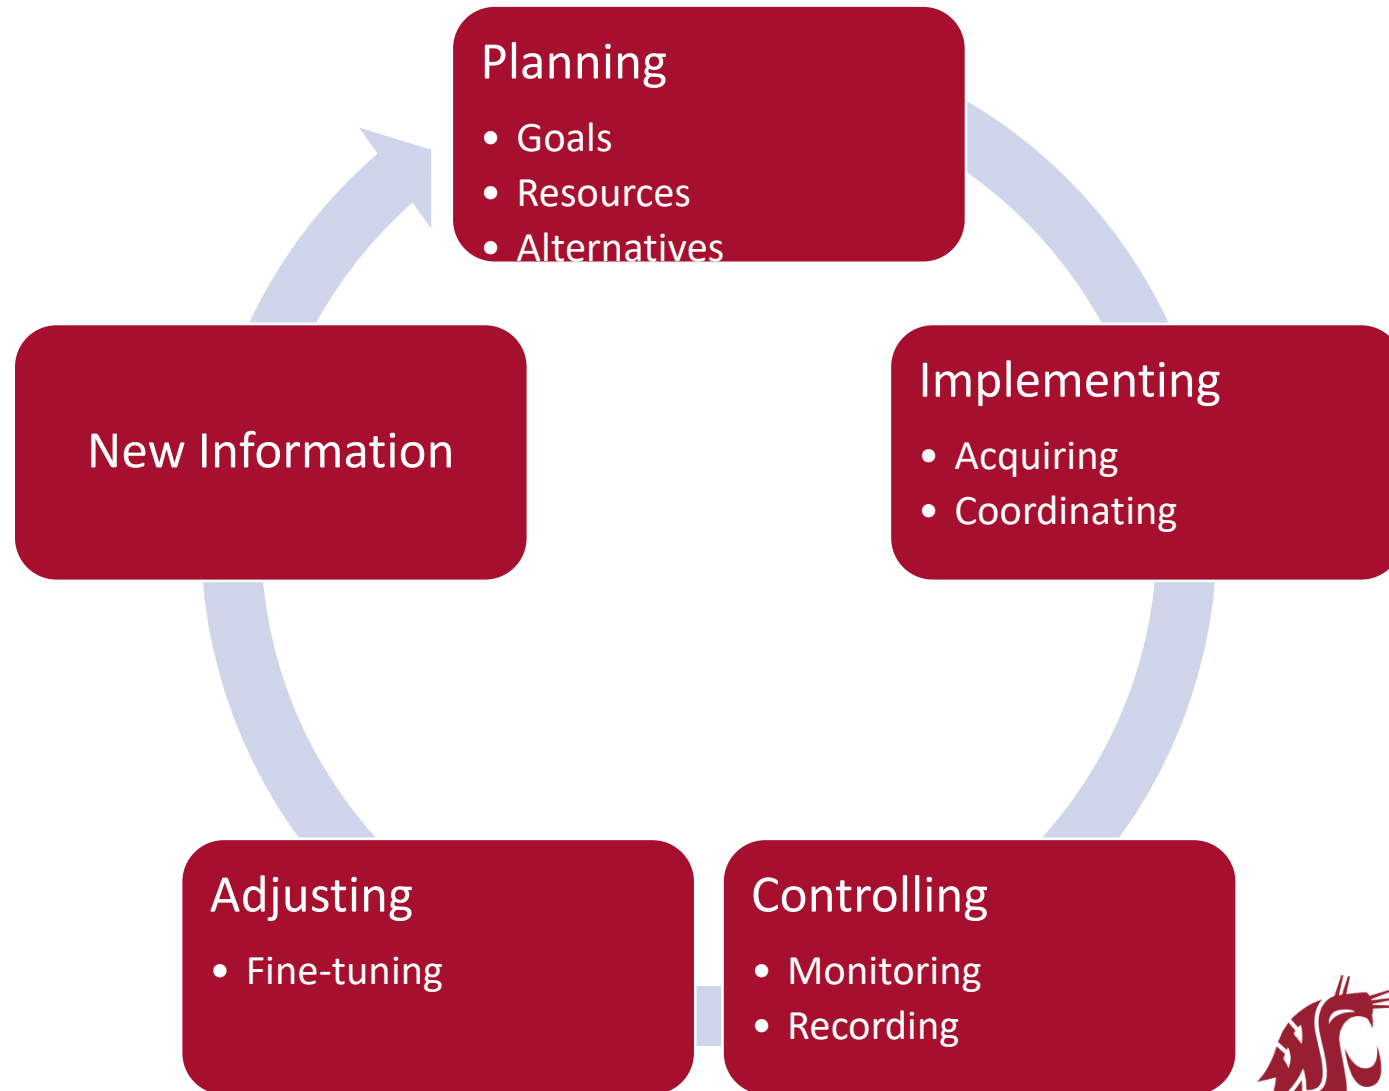 Planning
• Goals
• Resources
• Alternatives
Implementing
• Acquiring
• Coordinating
Controlling
• Monitoring
• Recording
Adjusting
• Fine-tuning
New Information